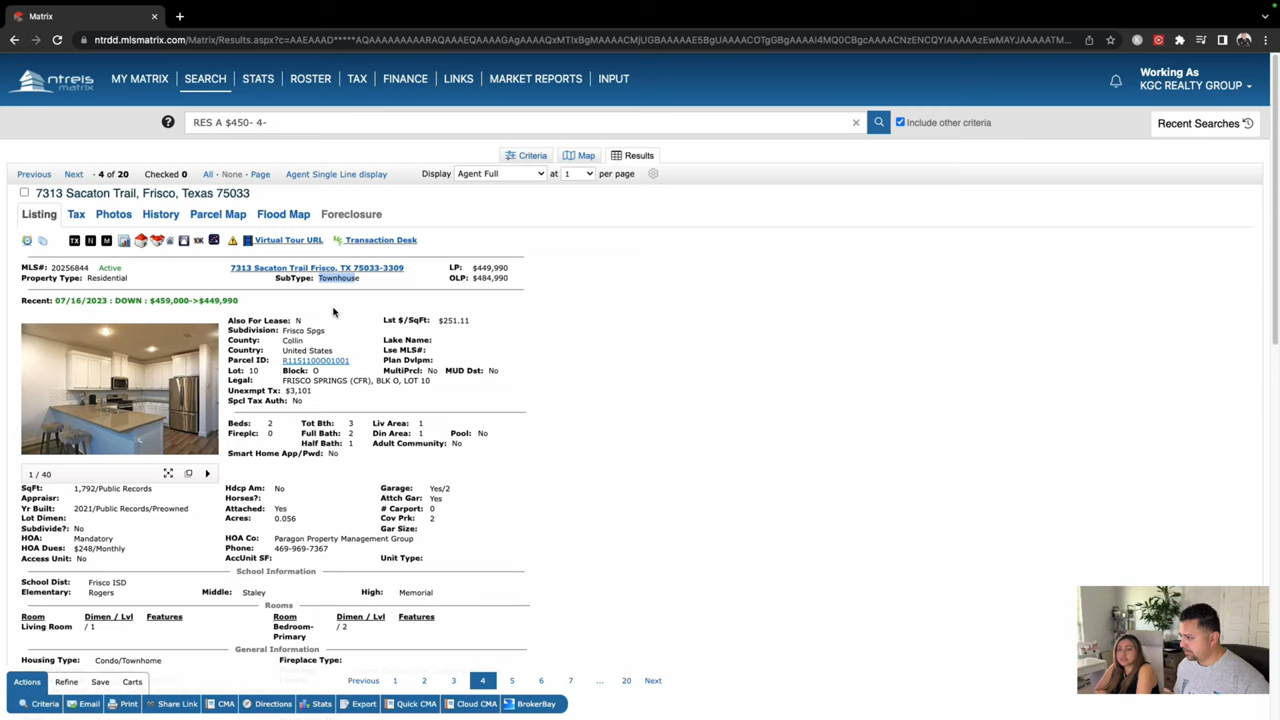 Matrix
ntrdd.mlsmatrix.com/Matrix/Results.aspx?c=
ntreis matrix
MY MATRIX SEARCH STATS ROSTER TAX FINANCE LINKS MARKET REPORTS INPUT
Working As
KGC REALTY GROUP
RES A $450- 4-
Include other criteria
Recent Searches
Criteria Map Results
Previous Next · 4 of 20 Checked 0 All · None · Page Agent Single Line display Display Agent Full at 1 per page
7313 Sacaton Trail, Frisco, Texas 75033
Listing Tax Photos History Parcel Map Flood Map Foreclosure
TX N M 10K Virtual Tour URL Transaction Desk
MLS#: 20256844 Active 7313 Sacaton Trail Frisco, TX 75033-3309 LP: $449,990
Property Type: Residential SubType: Townhouse OLP: $484,990
Recent: 07/16/2023 : DOWN : $459,000->$449,990
Also For Lease: N Lst $/SqFt: $251.11
Subdivision: Frisco Spgs
County: Collin Lake Name:
Country: United States Lse MLS#:
Parcel ID: R1151100O01001 Plan Dvlpm:
Lot: 10 Block: O MultiPrcl: No MUD Dst: No
Legal: FRISCO SPRINGS (CFR), BLK O, LOT 10
Unexmpt Tx: $3,101
Spcl Tax Auth: No
Beds: 2 Tot Bth: 3 Liv Area: 1
Fireplc: 0 Full Bath: 2 Din Area: 1 Pool: No
Half Bath: 1 Adult Community: No
Smart Home App/Pwd: No
1 / 40
SqFt: 1,792/Public Records Hdcp Am: No Garage: Yes/2
Appraisr: Horses?: Attch Gar: Yes
Yr Built: 2021/Public Records/Preowned Attached: Yes # Carport: 0
Lot Dimen: Acres: 0.056 Cov Prk: 2
Subdivide?: No Gar Size:
HOA: Mandatory HOA Co: Paragon Property Management Group
HOA Dues: $248/Monthly Phone: 469-969-7367
Access Unit: No AccUnit SF: Unit Type:
School Information
School Dist: Frisco ISD
Elementary: Rogers Middle: Staley High: Memorial
Rooms
Room Dimen / Lvl Features Room Dimen / Lvl Features
Living Room / 1 Bedroom-Primary / 2
General Information
Housing Type: Condo/Townhome Fireplace Type:
Actions Refine Save Carts Previous 1 2 3 4 5 6 7 ... 20 Next
Criteria Email Print Share Link CMA Directions Stats Export Quick CMA Cloud CMA BrokerBay